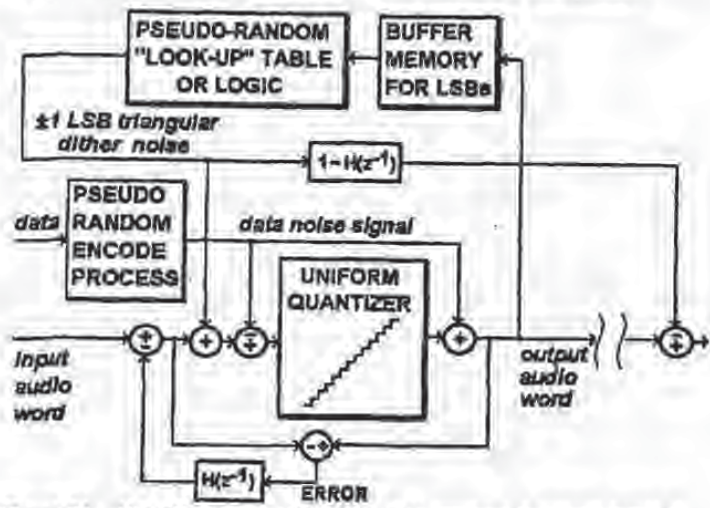 PSEUDO-RANDOM
"LOOK-UP" TABLE
OR LOGIC
BUFFER
MEMORY
FOR LSBs
±1 LSB triangular
dither noise
1-H(z⁻¹)
data
PSEUDO
RANDOM
ENCODE
PROCESS
data noise signal
UNIFORM
QUANTIZER
input
audio
word
output
audio
word
H(z⁻¹)
ERROR